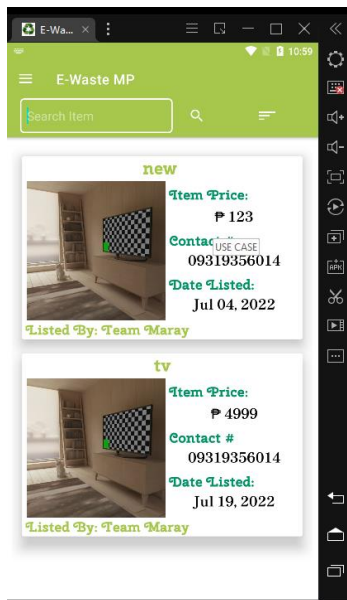 E-Wa...
10:59
E-Waste MP
Search Item
new
Item Price:
₱ 123
Contact #
USE CASE
09319356014
Date Listed:
Jul 04, 2022
Listed By: Team Maray
tv
Item Price:
₱ 4999
Contact #
09319356014
Date Listed:
Jul 19, 2022
Listed By: Team Maray
APK